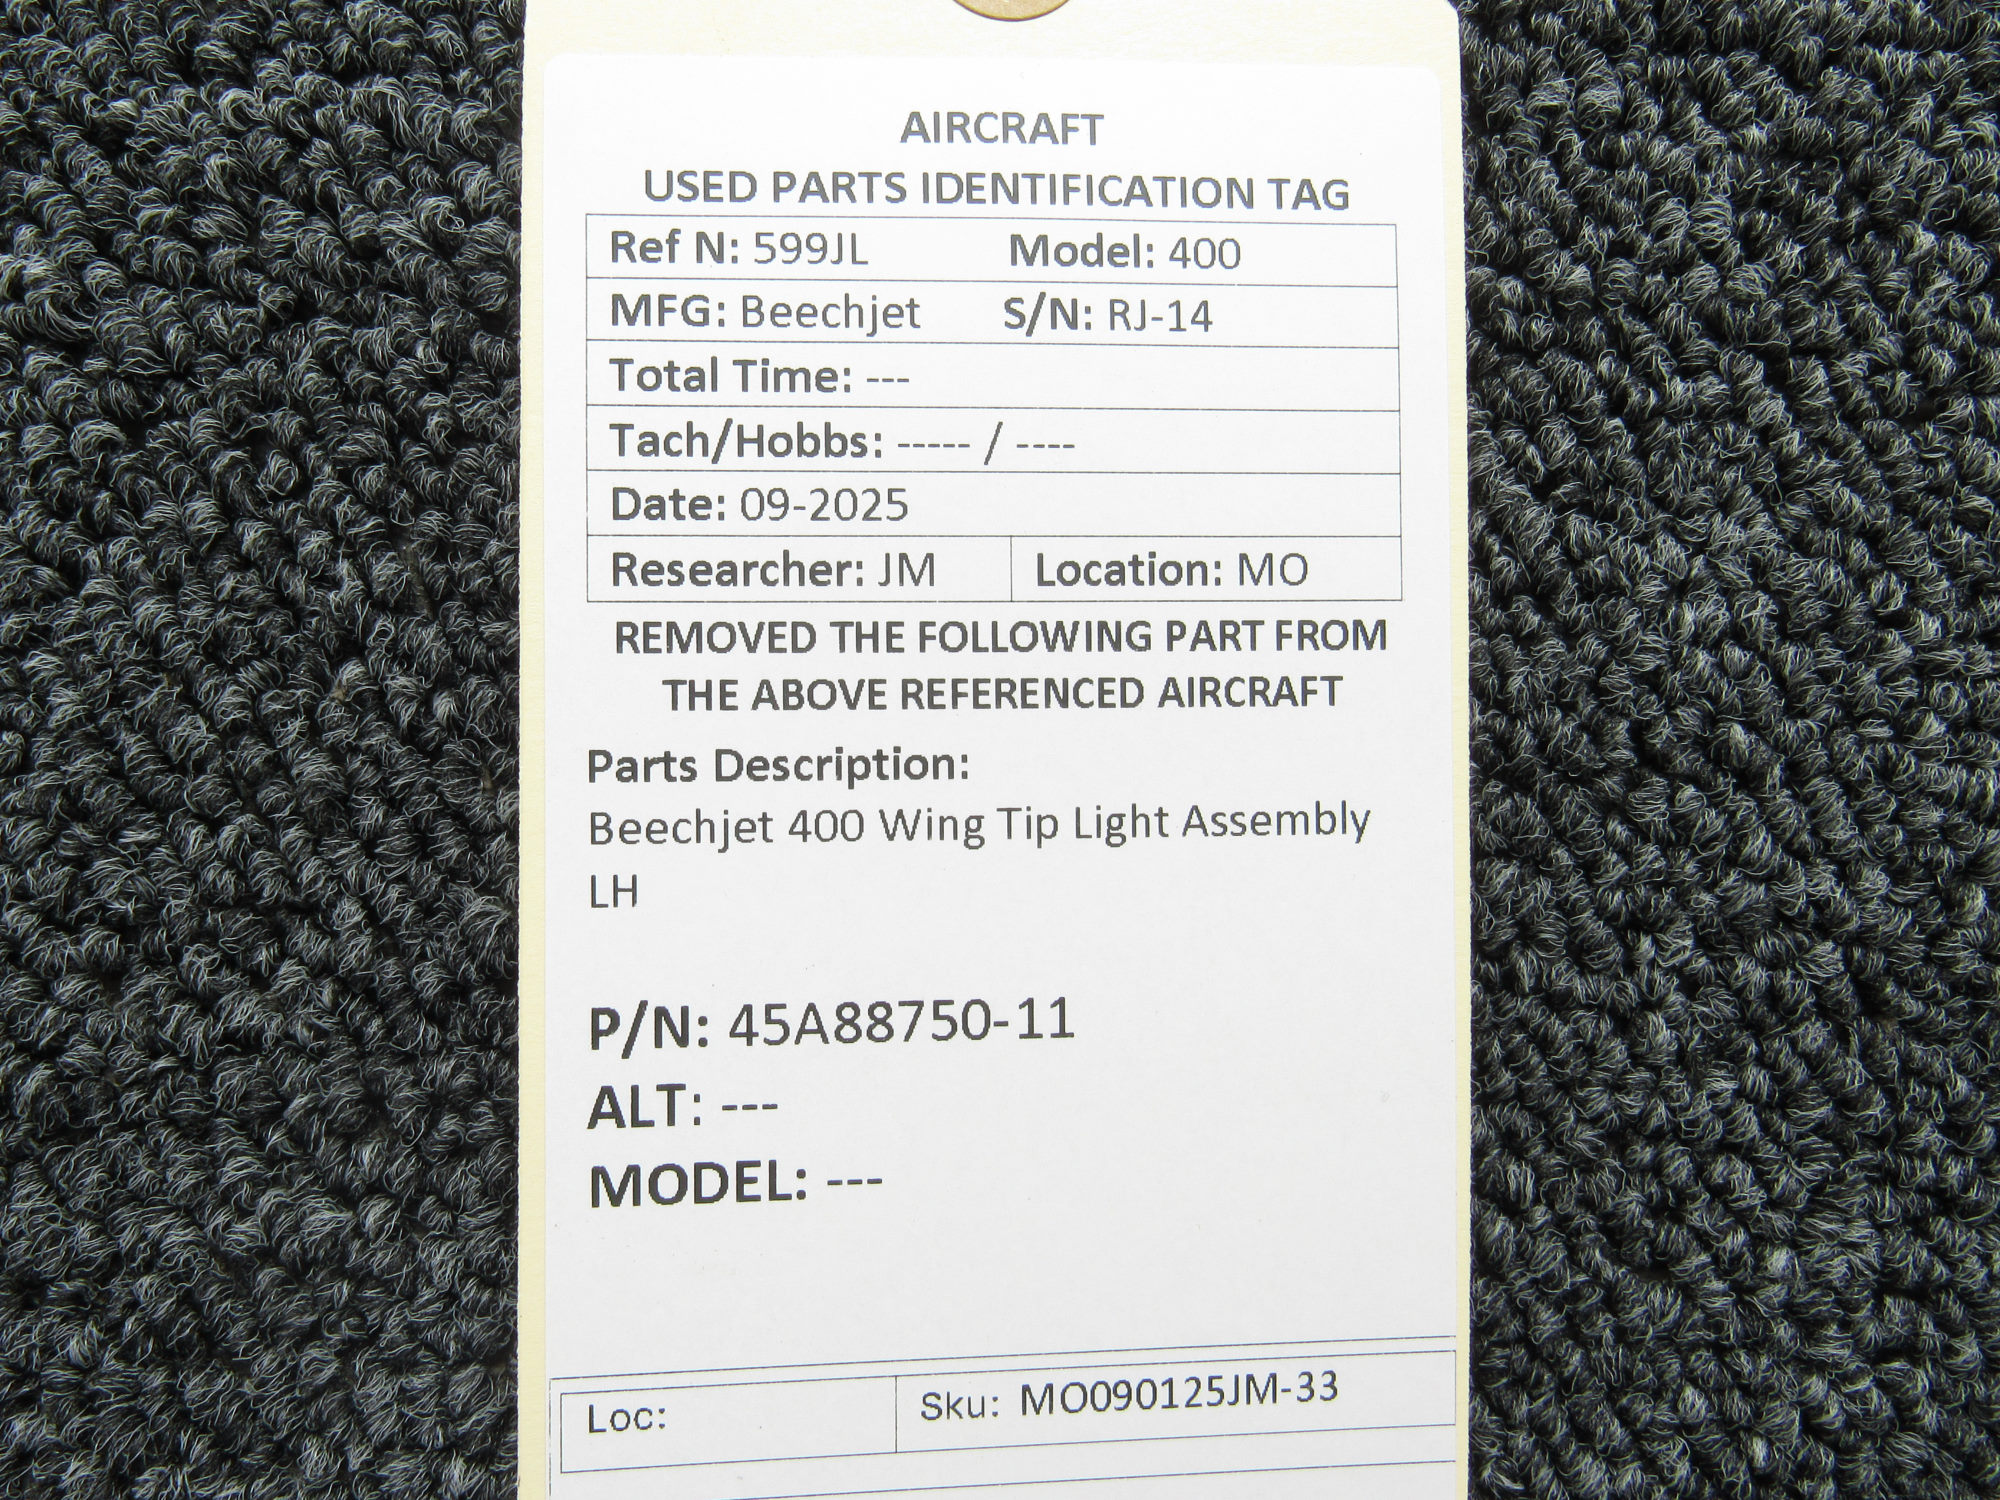 AIRCRAFT
USED PARTS IDENTIFICATION TAG
Ref N: 599JL Model: 400
MFG: Beechjet S/N: RJ-14
Total Time: ---
Tach/Hobbs: ----- / ----
Date: 09-2025
Researcher: JM Location: MO
REMOVED THE FOLLOWING PART FROM
THE ABOVE REFERENCED AIRCRAFT
Parts Description:
Beechjet 400 Wing Tip Light Assembly
LH
P/N: 45A88750-11
ALT: ---
MODEL: ---
Loc: Sku: MO090125JM-33